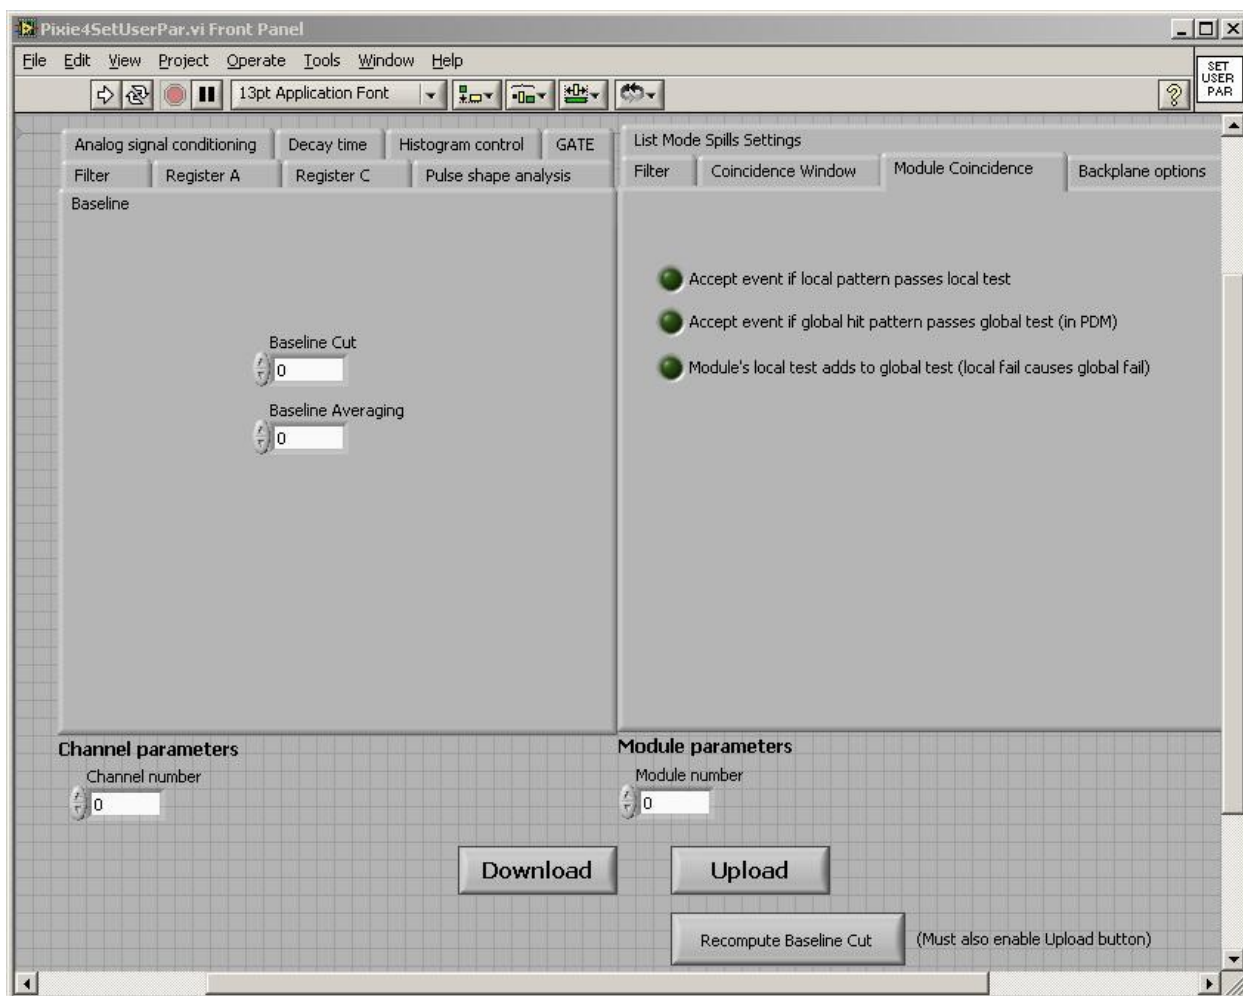 Pixie4SetUserPar.vi Front Panel
File Edit View Project Operate Tools Window Help
SET
USER
PAR
13pt Application Font
Analog signal conditioning Decay time Histogram control GATE
Filter Register A Register C Pulse shape analysis
Baseline
Baseline Cut
0
Baseline Averaging
0
List Mode Spills Settings
Filter Coincidence Window Module Coincidence Backplane options
Accept event if local pattern passes local test
Accept event if global hit pattern passes global test (in PDM)
Module's local test adds to global test (local fail causes global fail)
Channel parameters
Channel number
0
Module parameters
Module number
0
Download Upload
Recompute Baseline Cut (Must also enable Upload button)